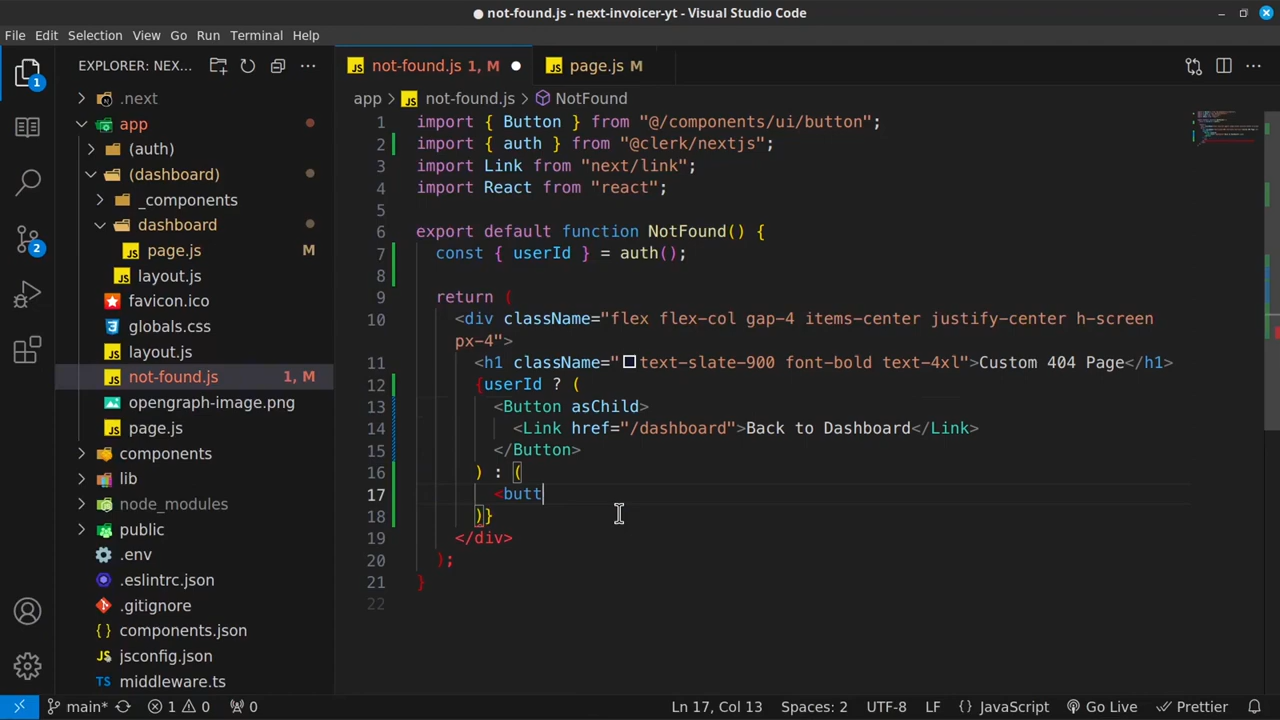 not-found.js - next-invoicer-yt - Visual Studio Code
File Edit Selection View Go Run Terminal Help
EXPLORER: NEX...
not-found.js 1, M
page.js M
1
2
.next
app
(auth)
(dashboard)
_components
dashboard
page.js M
layout.js
favicon.ico
globals.css
layout.js
not-found.js 1, M
opengraph-image.png
page.js
components
lib
node_modules
public
.env
.eslintrc.json
.gitignore
components.json
jsconfig.json
TS middleware.ts
app > JS not-found.js > NotFound
1 import { Button } from "@/components/ui/button";
2 import { auth } from "@clerk/nextjs";
3 import Link from "next/link";
4 import React from "react";
5
6 export default function NotFound() {
7 const { userId } = auth();
8
9 return (
10 <div className="flex flex-col gap-4 items-center justify-center h-screen
px-4">
11 <h1 className="text-slate-900 font-bold text-4xl">Custom 404 Page</h1>
12 {userId ? (
13 <Button asChild>
14 <Link href="/dashboard">Back to Dashboard</Link>
15 </Button>
16 ) : (
17 <butt
18 )}
19 </div>
20 );
21 }
22
main* 1 0 0 Ln 17, Col 13 Spaces: 2 UTF-8 LF {} JavaScript Go Live Prettier